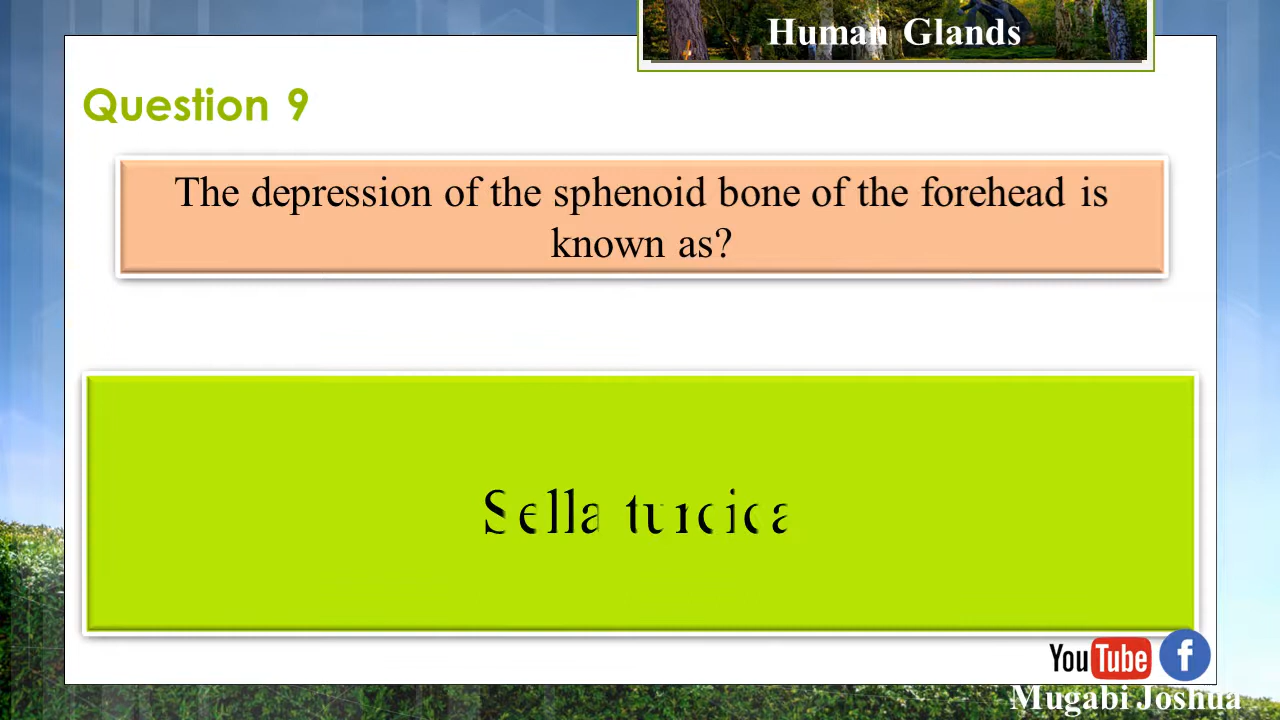 Human Glands
Question 9
The depression of the sphenoid bone of the forehead is
known as?
Sella turcica
YouTube f
Mugabi Joshua